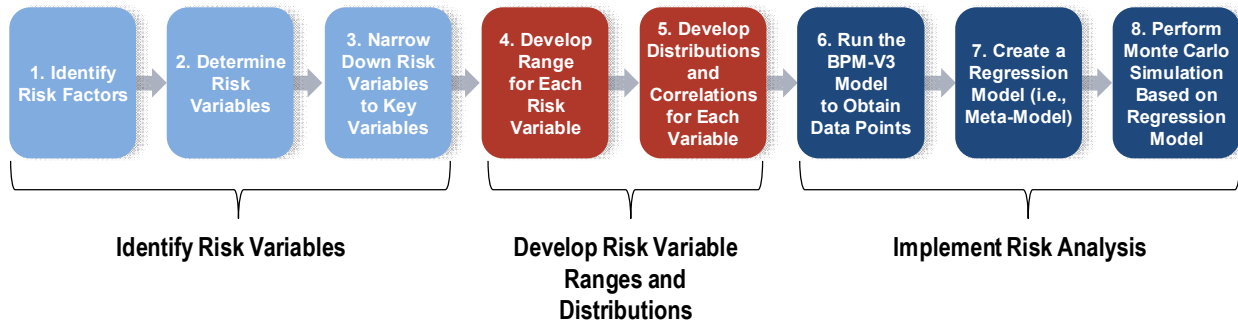 1. Identify
Risk Factors
2. Determine
Risk
Variables
3. Narrow
Down Risk
Variables
to Key
Variables
4. Develop
Range
for Each
Risk
Variable
5. Develop
Distributions
and
Correlations
for Each
Variable
6. Run the
BPM-V3
Model
to Obtain
Data Points
7. Create a
Regression
Model (i.e.,
Meta-Model)
8. Perform
Monte Carlo
Simulation
Based on
Regression
Model
Identify Risk Variables
Develop Risk Variable
Ranges and
Distributions
Implement Risk Analysis